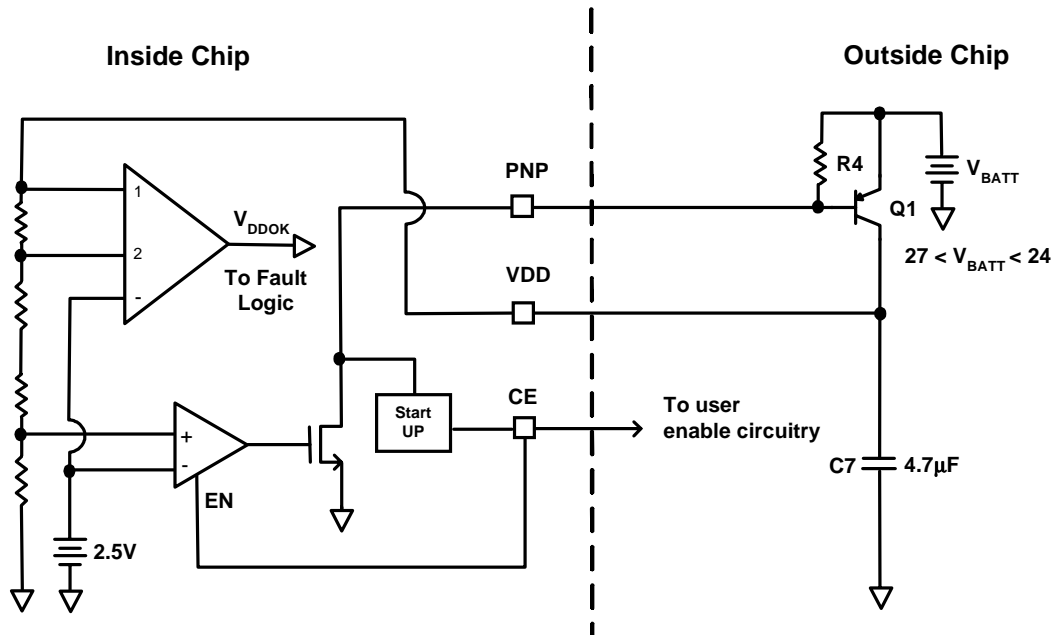 Inside Chip
Outside Chip
1
2
-
V_DDOK
To Fault
Logic
PNP
R4
Q1
V_BATT
27 < V_BATT < 24
VDD
+
-
EN
2.5V
Start
UP
CE
To user
enable circuitry
C7
4.7μF